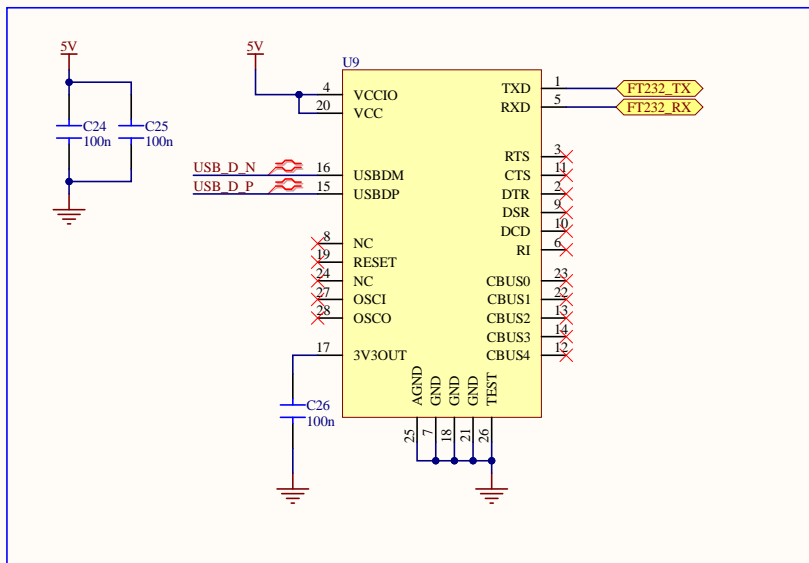 5V
5V
U9
C24
100n
C25
100n
4 VCCIO
20 VCC
TXD 1 FT232_TX
RXD 5 FT232_RX
USB_D_N 16 USBDM
USB_D_P 15 USBDP
RTS 3
CTS 11
DTR 2
DSR 9
DCD 10
RI 6
8 NC
19 RESET
24 NC
27 OSCI
28 OSCO
CBUS0 23
CBUS1 22
CBUS2 13
CBUS3 14
CBUS4 12
17 3V3OUT
C26
100n
AGND 25
GND 7
GND 18
GND 21
TEST 26